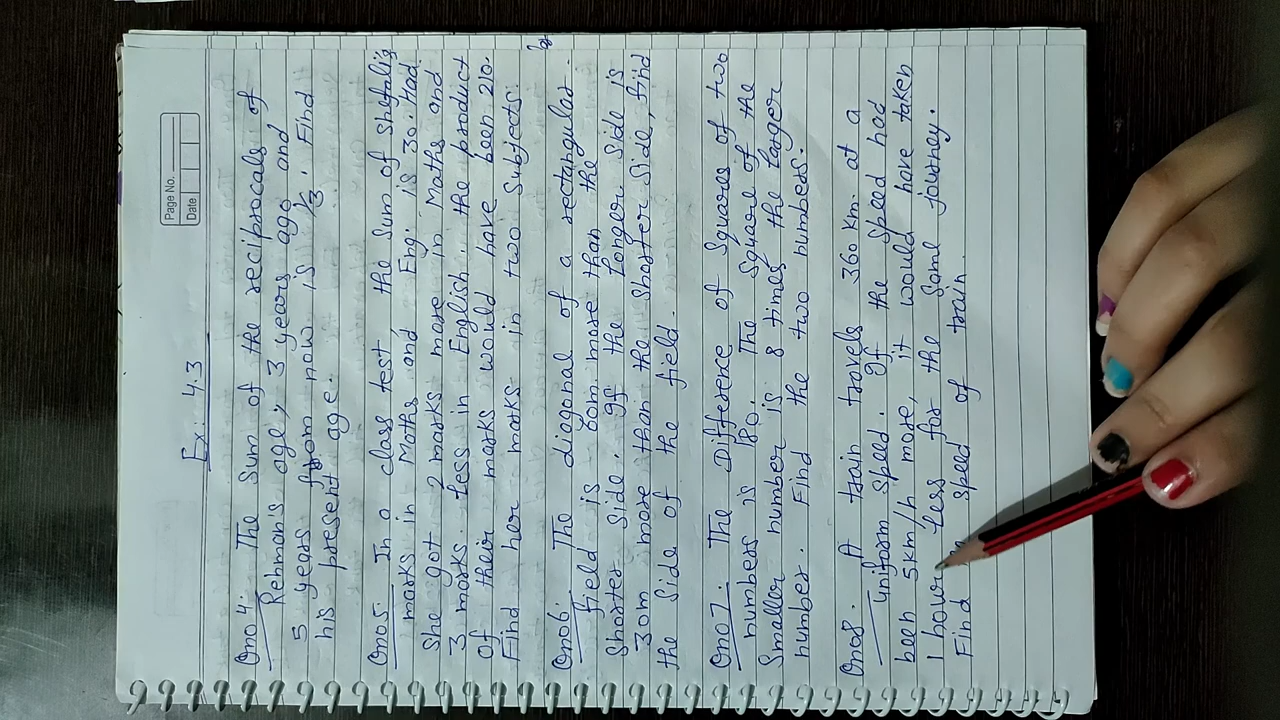 Page No.
Date
Ex: 4.3
Qno4. The Sum of the reciprocals of
Rehman's age, 3 years ago and
5 years from now is 1/3. Find
his present age.
Qno5 In a class test, the Sum of Shefali's
marks in Maths and Eng. is 30. Had
She got 2 marks more in Maths and
3 marks less in English, the product
of their marks would have been 210.
Find her marks in two Subjects.
Qno6. The diagonal of a rectangular
field is 60m more than the
Shorter Side. If the Longer side is
30m more than the shorter side, find
the Side of the field.
Qno7. The Difference of Squares of two
numbers is 180. The Square of the
Smaller number is 8 times the Larger
number. Find the two numbers.
Qno8. A train travels 360 km. at a
uniform speed. If the speed had
been 5km/h more, it would have taken
1 hour less for the Same journey.
Find speed of train.